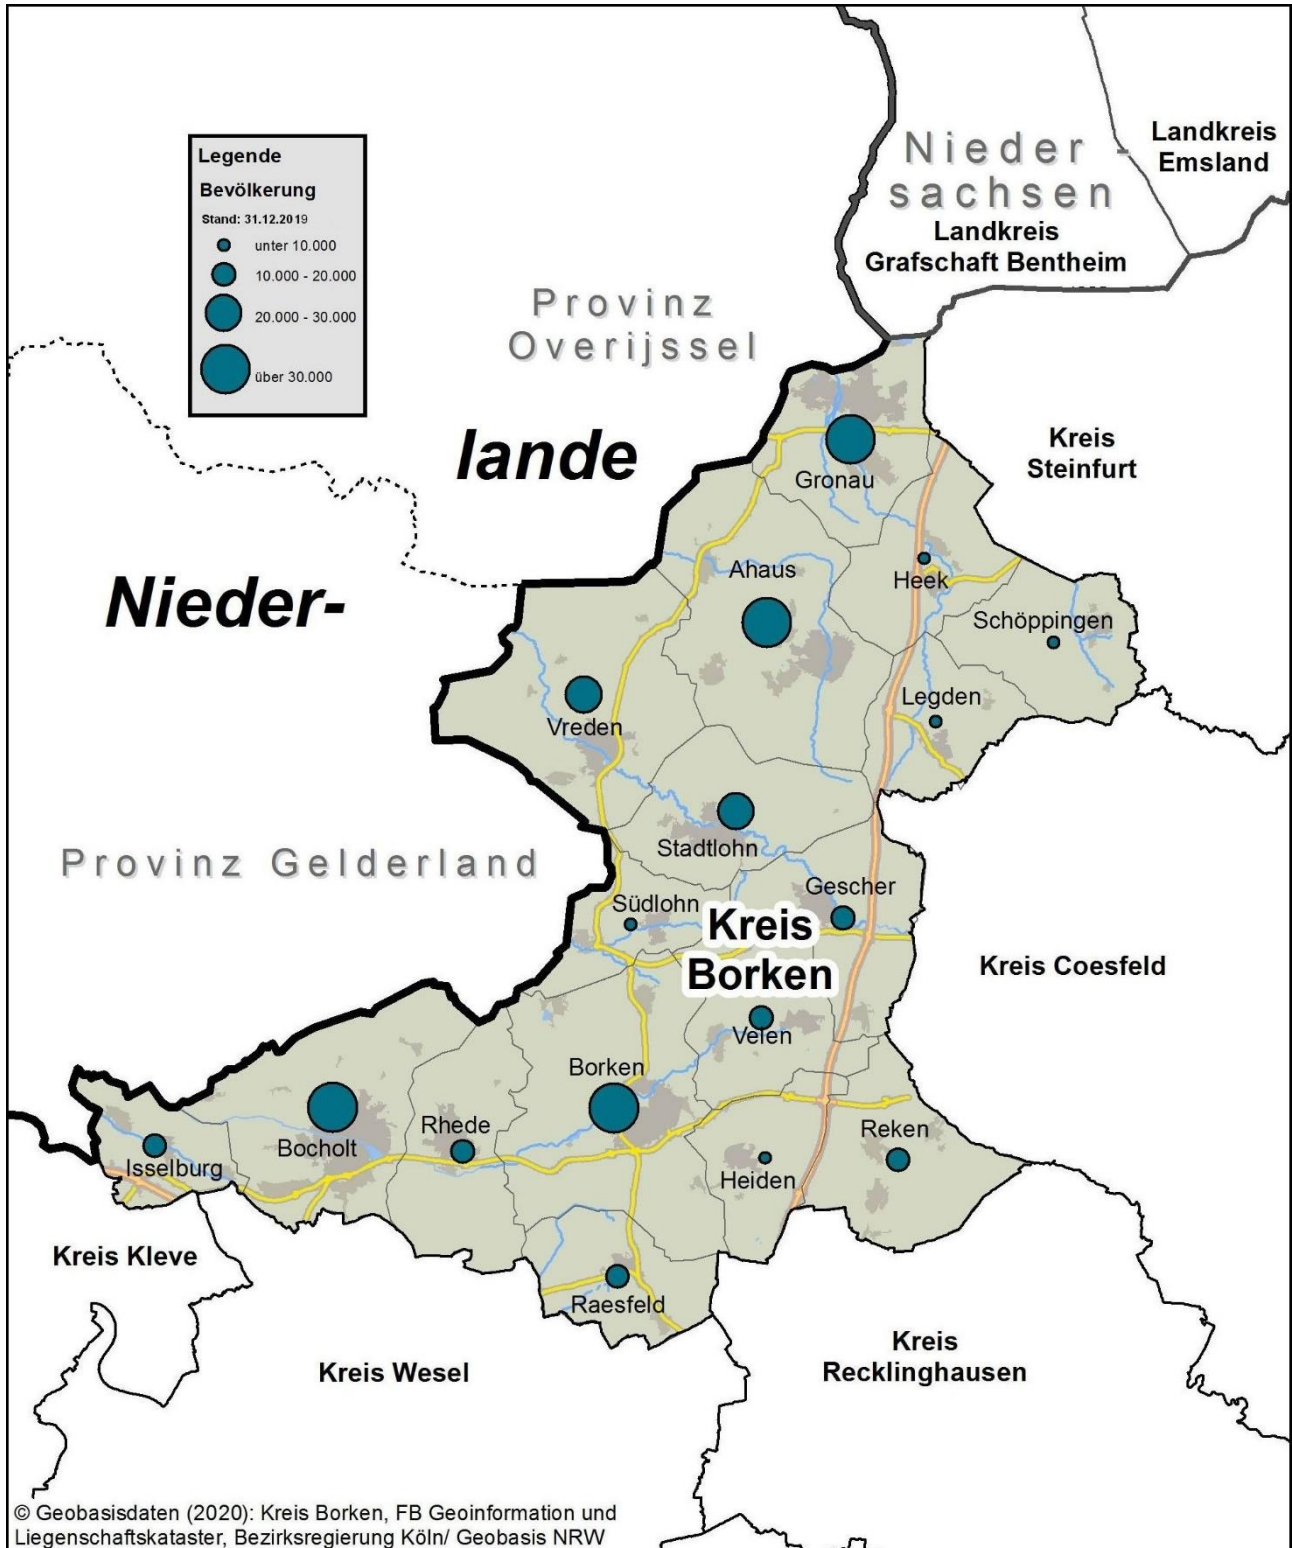 Legende
Bevölkerung
Stand: 31.12.2019
unter 10.000
10.000 - 20.000
20.000 - 30.000
über 30.000
Nieder
sachsen
Landkreis
Grafschaft Bentheim
Landkreis
Emsland
Provinz
Overijssel
lande
Nieder-
Kreis
Steinfurt
Gronau
Ahaus
Heek
Schöppingen
Legden
Vreden
Stadtlohn
Provinz Gelderland
Gescher
Südlohn
Kreis
Borken
Kreis Coesfeld
Velen
Borken
Rhede
Bocholt
Isselburg
Reken
Heiden
Kreis Kleve
Raesfeld
Kreis Wesel
Kreis
Recklinghausen
© Geobasisdaten (2020): Kreis Borken, FB Geoinformation und
Liegenschaftskataster, Bezirksregierung Köln/ Geobasis NRW